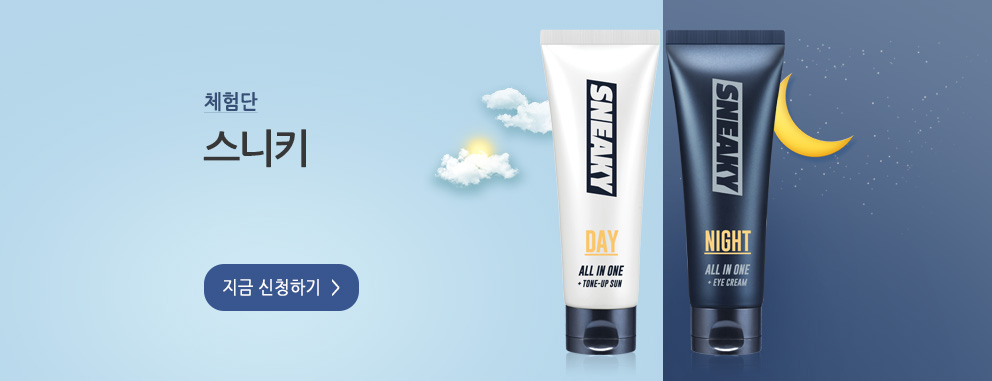 체험단
스니키
지금 신청하기 >
SNEAKY
DAY
ALL IN ONE
+ TONE-UP SUN
SNEAKY
NIGHT
ALL IN ONE
+ EYE CREAM